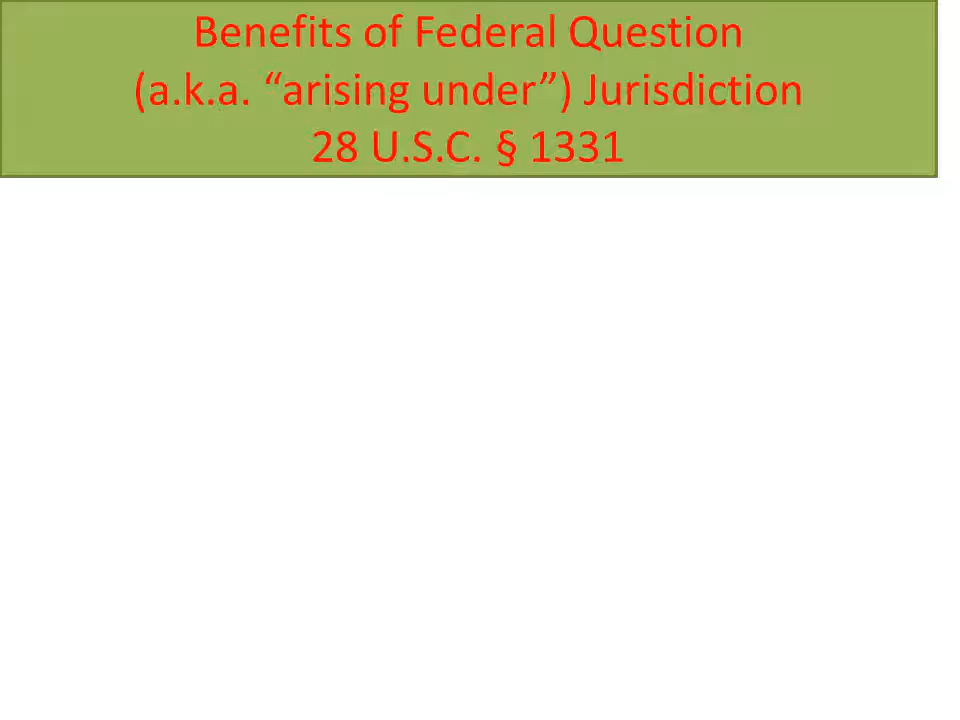 Benefits of Federal Question
(a.k.a. “arising under”) Jurisdiction
28 U.S.C. § 1331